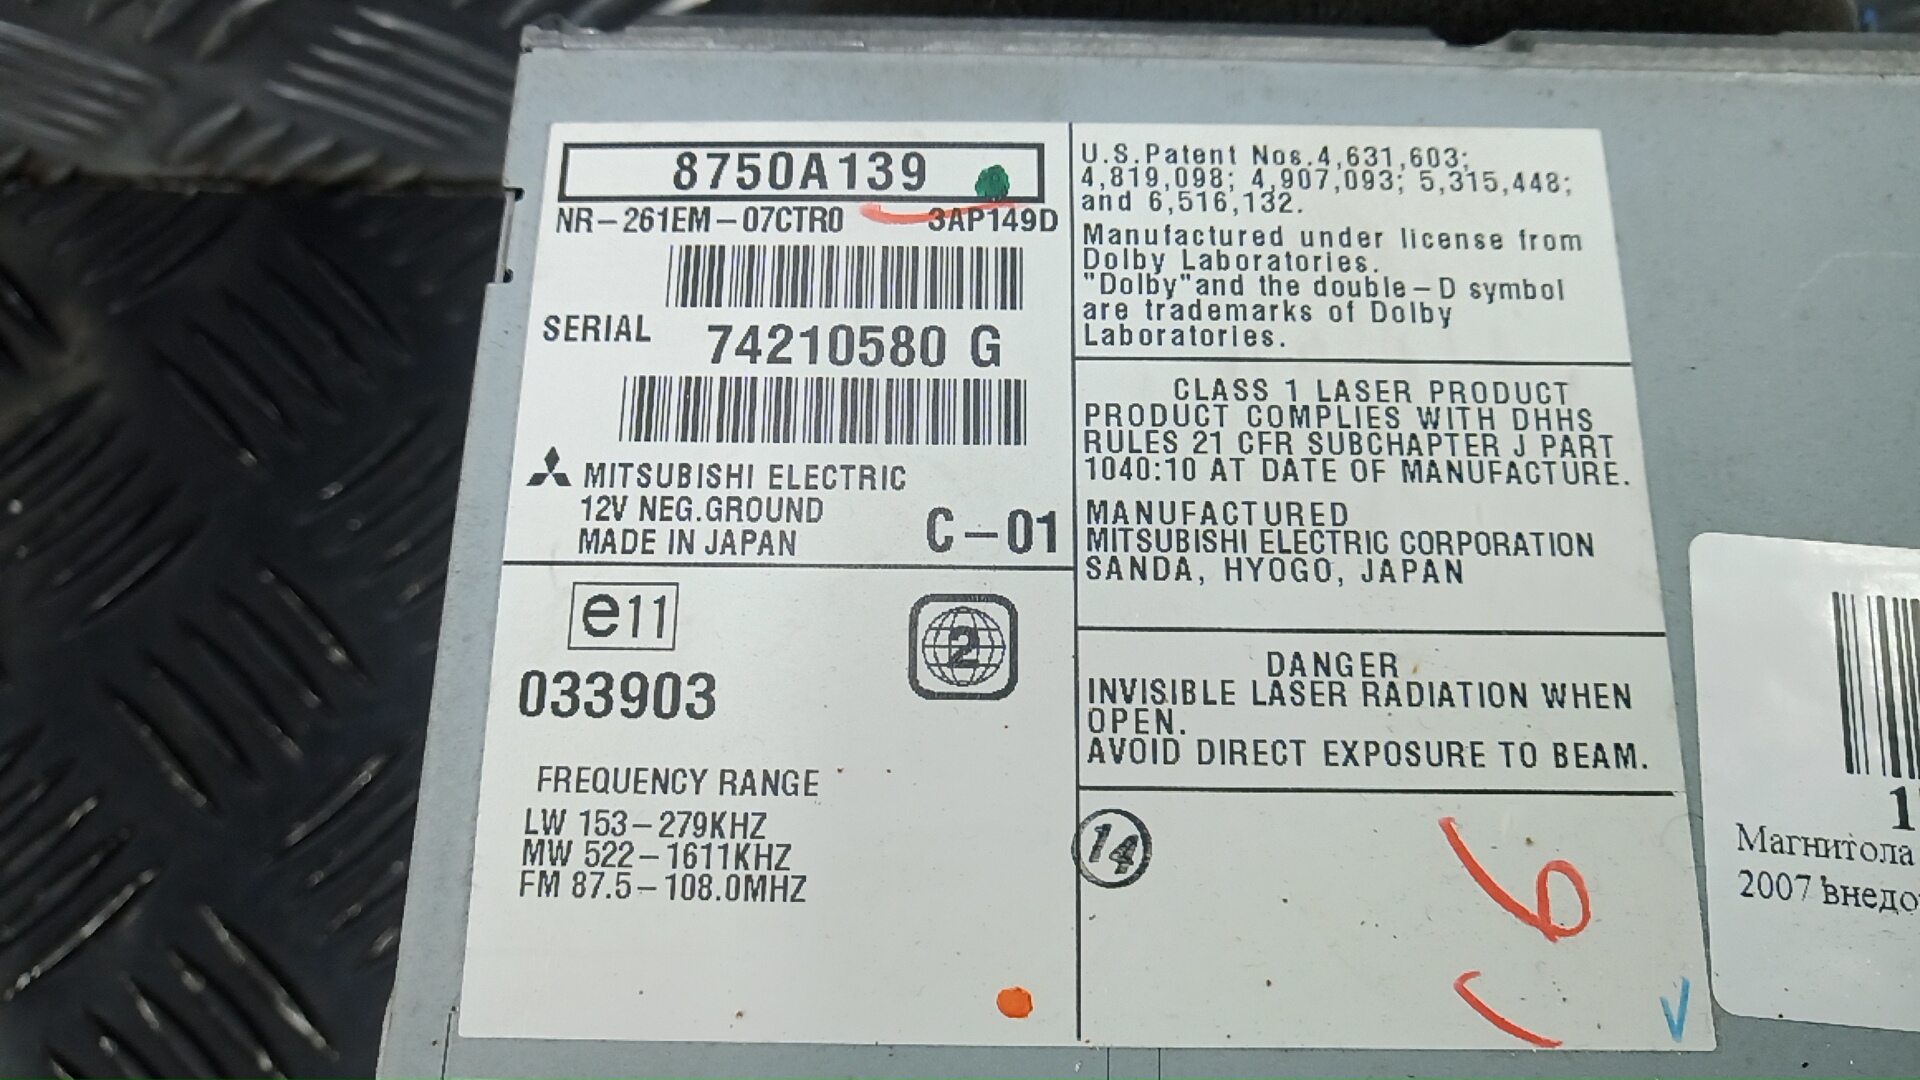 8750A139
NR-261EM-07CTR0 3AP149D
SERIAL 74210580 G
MITSUBISHI ELECTRIC
12V NEG.GROUND
MADE IN JAPAN C-01
e11
2
033903
FREQUENCY RANGE
LW 153-279KHZ
MW 522-1611KHZ
FM 87.5-108.0MHZ
U.S.Patent Nos.4,631,603;
4,819,098; 4,907,093; 5,315,448;
and 6,516,132.
Manufactured under license from
Dolby Laboratories.
"Dolby"and the double-D symbol
are trademarks of Dolby
Laboratories.
CLASS 1 LASER PRODUCT
PRODUCT COMPLIES WITH DHHS
RULES 21 CFR SUBCHAPTER J PART
1040:10 AT DATE OF MANUFACTURE.
MANUFACTURED
MITSUBISHI ELECTRIC CORPORATION
SANDA, HYOGO, JAPAN
DANGER
INVISIBLE LASER RADIATION WHEN
OPEN.
AVOID DIRECT EXPOSURE TO BEAM.
14
Магнитола
2007